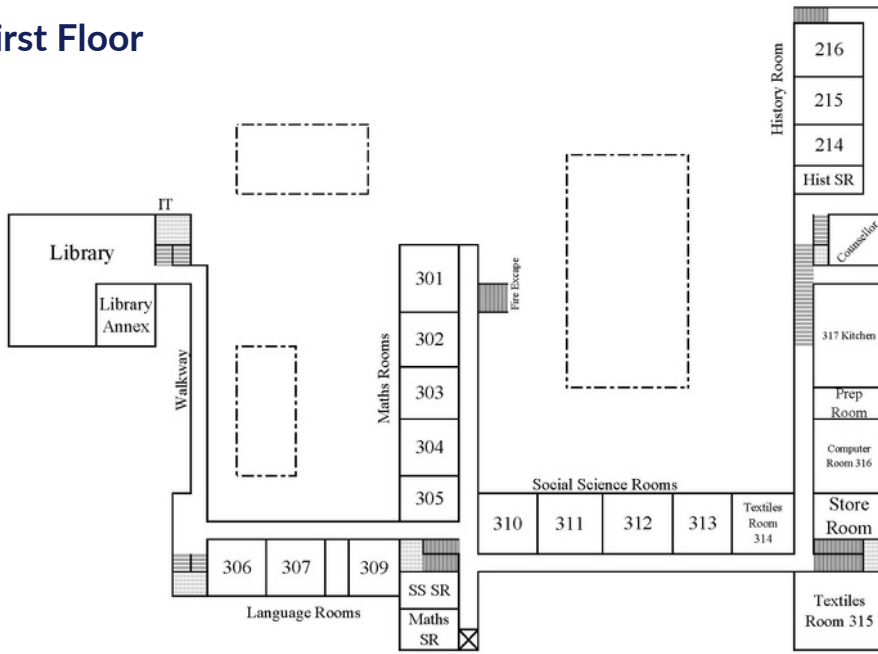 irst Floor
216
History Room
215
214
Hist SR
IT
Library
Counsellor
Library
Annex
301
Fire Excape
302
317 Kitchen
Walkway
Maths Rooms
303
Prep
Room
304
Computer
Room 316
305
Social Science Rooms
310
311
312
313
Textiles
Room
314
Store
Room
306
307
309
SS SR
Language Rooms
Maths
SR
Textiles
Room 315